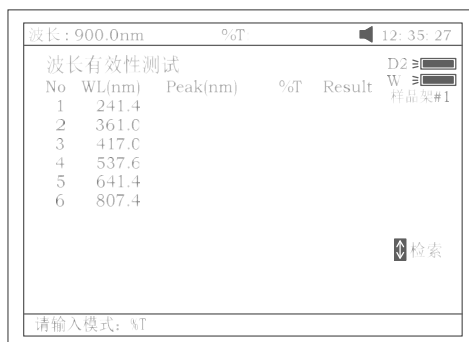 波长:900.0nm %T 12: 35: 27
波长有效性测试 D2
No WL(nm) Peak(nm) %T Result W
样品架#1
1 241.4
2 361.0
3 417.0
4 537.6
5 641.4
6 807.4
检索
请输入模式: %T